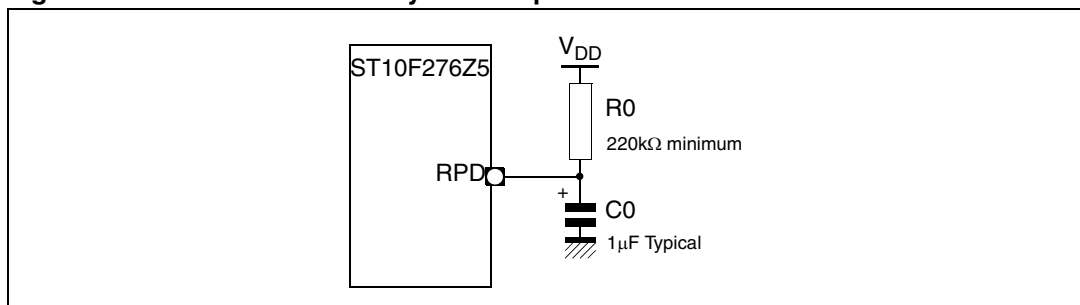 ST10F276Z5
VDD
R0
220kΩ minimum
RPD
+
C0
1μF Typical